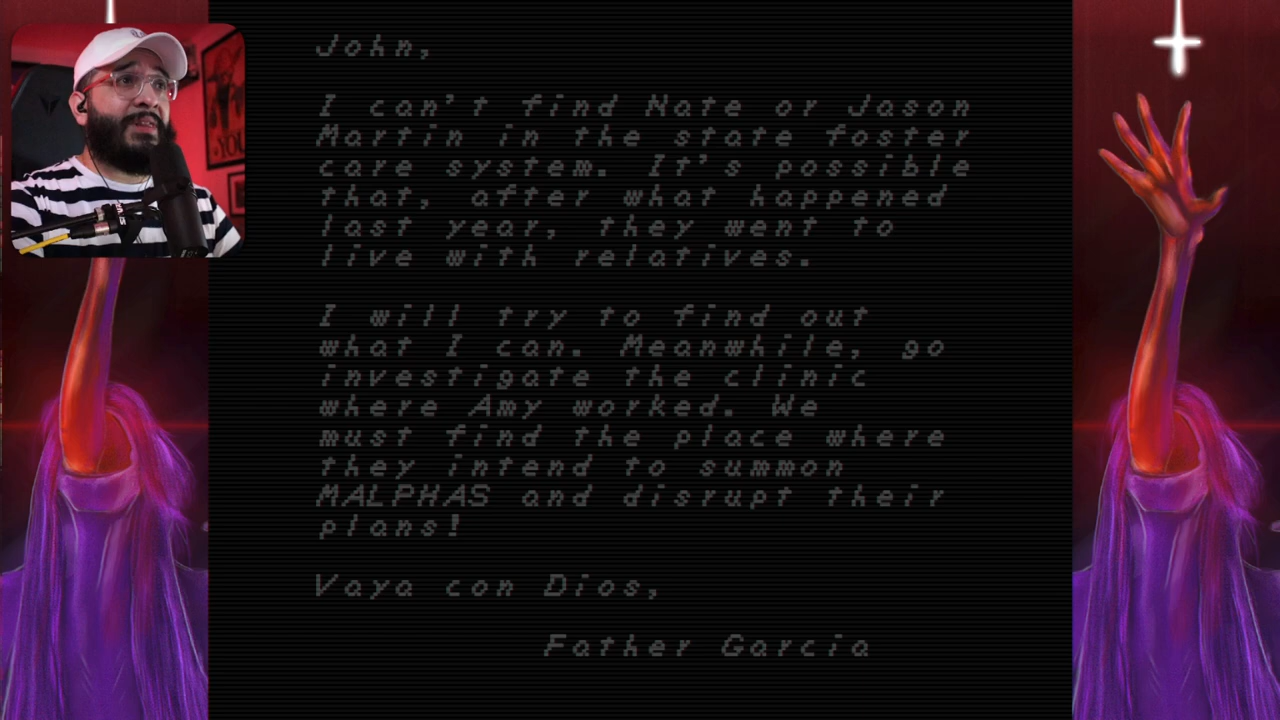 John,
I can't find Nate or Jason
Martin in the state foster
care system. It's possible
that, after what happened
last year, they went to
live with relatives.
I will try to find out
what I can. Meanwhile, go
investigate the clinic
where Amy worked. We
must find the place where
they intend to summon
MALPHAS and disrupt their
plans!
Vaya con Dios,
Father Garcia
YOU